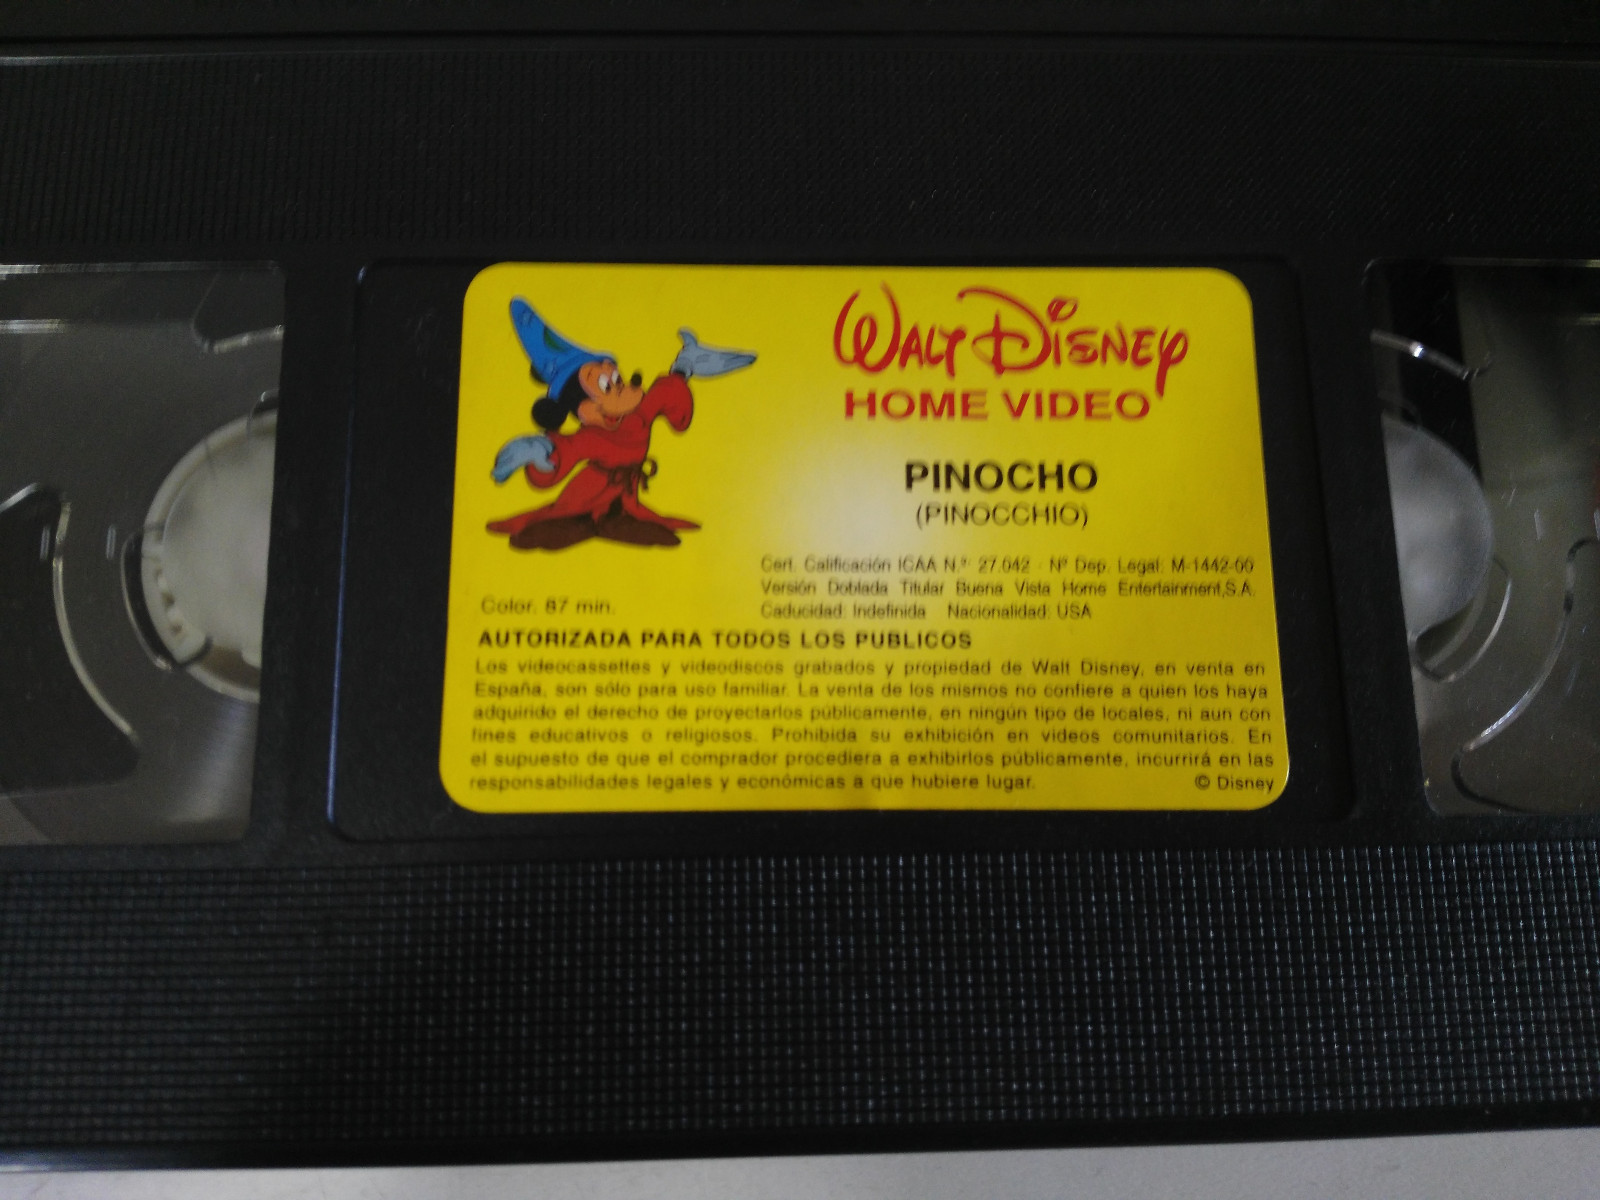 WALT DISNEY
HOME VIDEO
PINOCHO
(PINOCCHIO)
Cert. Calificación ICAA N.º: 27.042 - Nº Dep. Legal: M-1442-00
Versión Doblada Titular Buena Vista Home Entertainment,S.A.
Caducidad: Indefinida Nacionalidad: USA
Color. 87 min.
AUTORIZADA PARA TODOS LOS PUBLICOS
Los videocassettes y videodiscos grabados y propiedad de Walt Disney, en venta en
España, son sólo para uso familiar. La venta de los mismos no confiere a quien los haya
adquirido el derecho de proyectarlos públicamente, en ningún tipo de locales, ni aun con
fines educativos o religiosos. Prohibida su exhibición en videos comunitarios. En
el supuesto de que el comprador procediera a exhibirlos públicamente, incurrirá en las
responsabilidades legales y económicas a que hubiere lugar. © Disney